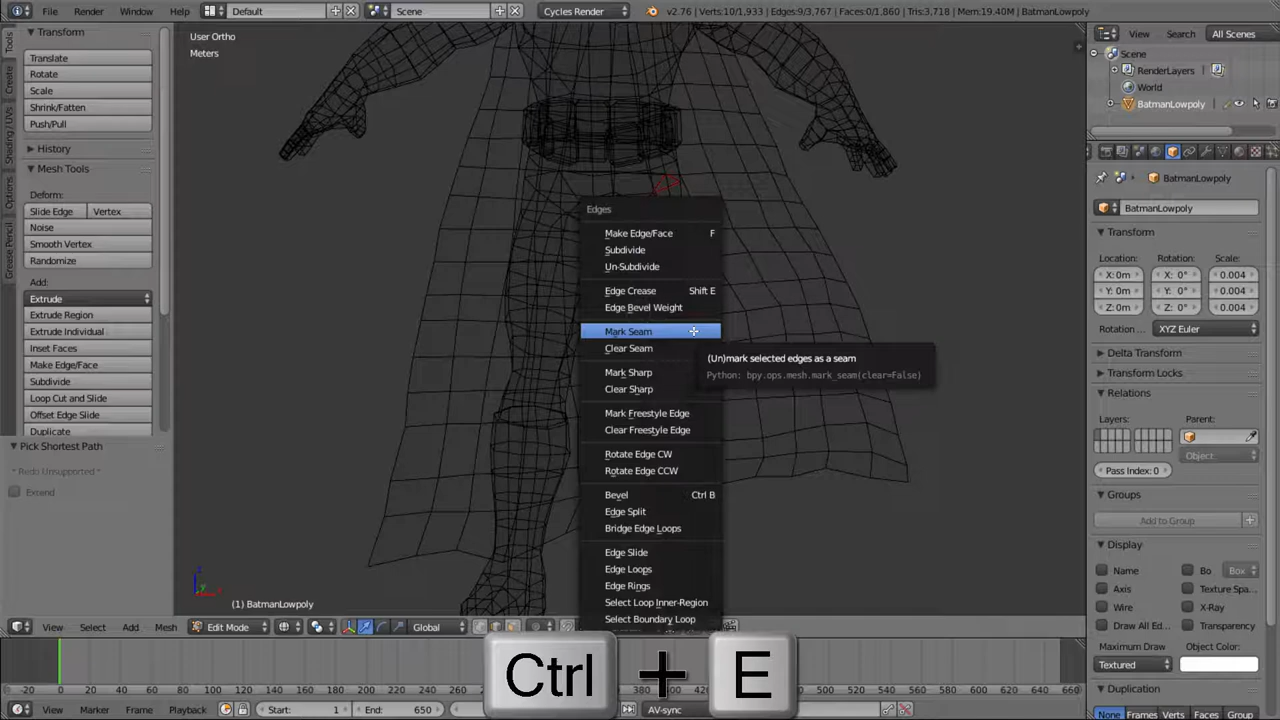 File Render Window Help Default Scene Cycles Render v2.76 | Verts:10/1,933 | Edges:9/3,767 | Faces:0/1,860 | Tris:3,718 | Mem:19.40M | BatmanLowpoly
Tools
Create
Shading / UVs
Options
Grease Pencil
Transform
Translate
Rotate
Scale
Shrink/Fatten
Push/Pull
History
Mesh Tools
Deform:
Slide Edge Vertex
Noise
Smooth Vertex
Randomize
Add:
Extrude
Extrude Region
Extrude Individual
Inset Faces
Make Edge/Face
Subdivide
Loop Cut and Slide
Offset Edge Slide
Duplicate
Pick Shortest Path
* Redo Unsupported *
Extend
User Ortho
Meters
Edges
Make Edge/Face F
Subdivide
Un-Subdivide
Edge Crease Shift E
Edge Bevel Weight
Mark Seam
Clear Seam
Mark Sharp
Clear Sharp
Mark Freestyle Edge
Clear Freestyle Edge
Rotate Edge CW
Rotate Edge CCW
Bevel Ctrl B
Edge Split
Bridge Edge Loops
Edge Slide
Edge Loops
Edge Rings
Select Loop Inner-Region
Select Boundary Loop
(Un)mark selected edges as a seam
Python: bpy.ops.mesh.mark_seam(clear=False)
(1) BatmanLowpoly
View Select Add Mesh Edit Mode Global
Ctrl + E
-20 0 20 40 60 80 100 120 140 160 180 200 220 240 260 420 440 460 480 500 520 540 560 580 600 620 640 660
View Marker Frame Playback Start: 1 End: 650 AV-sync
View Search All Scenes
Scene
RenderLayers
World
BatmanLowpoly
BatmanLowpoly
BatmanLowpoly
Transform
Location: Rotation: Scale:
X: 0m X: 0° 0.004
Y: 0m Y: 0° 0.004
Z: 0m Z: 0° 0.004
Rotation XYZ Euler
Delta Transform
Transform Locks
Relations
Layers: Parent:
Object:
Pass Index: 0
Groups
Add to Group
Display
Name Bo Box
Axis Texture Spa...
Wire X-Ray
Draw All Ed... Transparency
Maximum Draw Object Color:
Textured
Duplication
None Frames Verts Faces Group